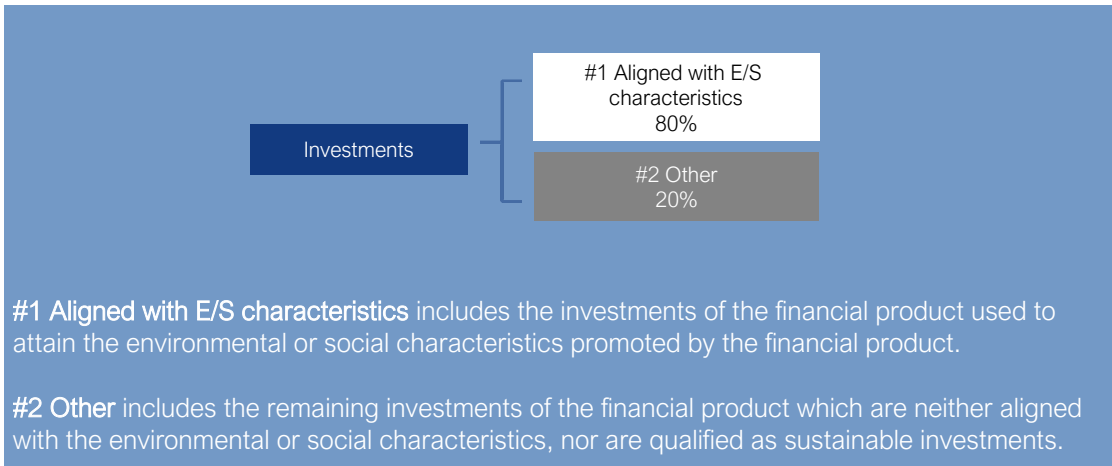 #1 Aligned with E/S
characteristics
80%
Investments
#2 Other
20%
#1 Aligned with E/S characteristics includes the investments of the financial product used to
attain the environmental or social characteristics promoted by the financial product.
#2 Other includes the remaining investments of the financial product which are neither aligned
with the environmental or social characteristics, nor are qualified as sustainable investments.